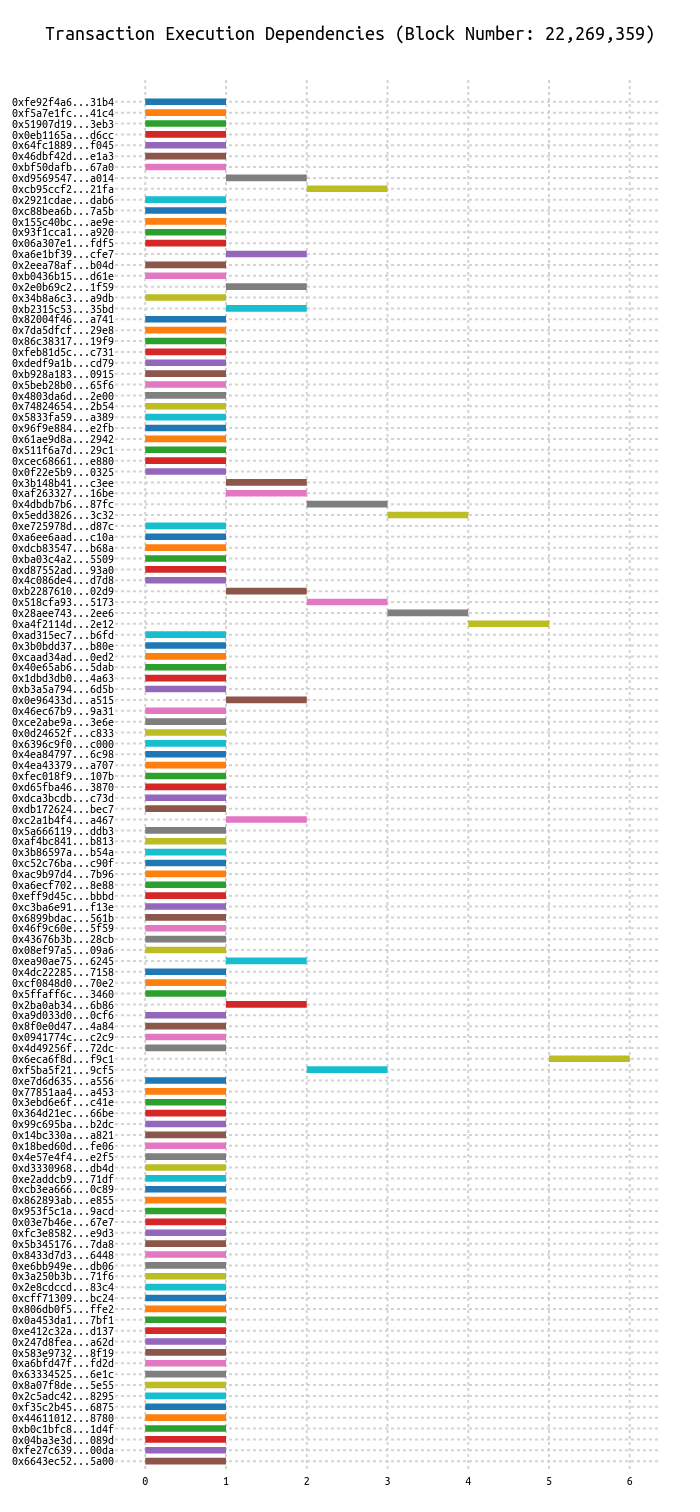 Transaction Execution Dependencies (Block Number: 22,269,359)
0xfe92f4a6...31b4
0xf5a7e1fc...41c4
0x51907d19...3eb3
0x0eb1165a...d6cc
0x64fc1889...f045
0x46dbf42d...e1a3
0xbf50dafb...67a0
0xd9569547...a014
0xcb95ccf2...21fa
0x2921cdae...dab6
0xc88bea6b...7a5b
0x155c40bc...ae9e
0x93f1cca1...a920
0x06a307e1...fdf5
0xa6e1bf39...cfe7
0x2eea78af...b04d
0xb0436b15...d61e
0x2e0b69c2...1f59
0x34b8a6c3...a9db
0xb2315c53...35bd
0x82004f46...a741
0x7da5dfcf...29e8
0x86c38317...19f9
0xfeb81d5c...c731
0xdedf9a1b...cd79
0xb928a183...0915
0x5beb28b0...65f6
0x4803da6d...2e00
0x74824654...2b54
0x5833fa59...a389
0x96f9e884...e2fb
0x61ae9d8a...2942
0x511f6a7d...29c1
0xcec68661...e880
0x0f22e5b9...0325
0x3b148b41...c3ee
0xaf263327...16be
0x4dbdb7b6...87fc
0x5edd3826...3c32
0xe725978d...d87c
0xa6ee6aad...c10a
0xdcb83547...b68a
0xba03c4a2...5509
0xd87552ad...93a0
0x4c086de4...d7d8
0xb2287610...02d9
0x518cfa93...5173
0x28aee743...2ee6
0xa4f2114d...2e12
0xad315ec7...b6fd
0x3b0bdd37...b80e
0xcaad34ad...0ed2
0x40e65ab6...5dab
0x1dbd3db0...4a63
0xb3a5a794...6d5b
0x0e96433d...a515
0x46ec67b9...9a31
0xce2abe9a...3e6e
0x0d24652f...c833
0x6396c9f0...c000
0x4ea84797...6c98
0x4ea43379...a707
0xfec018f9...107b
0xd65fba46...3870
0xdca3bcdb...c73d
0xdb172624...bec7
0xc2a1b4f4...a467
0x5a666119...ddb3
0xaf4bc841...b813
0x3b86597a...b54a
0xc52c76ba...c90f
0xac9b97d4...7b96
0xa6ecf702...8e88
0xeff9d45c...bbbd
0xc3ba6e91...f13e
0x6899bdac...561b
0x46f9c60e...5f59
0x43676b3b...28cb
0x08ef97a5...09a6
0xea90ae75...6245
0x4dc22285...7158
0xcf0848d0...70e2
0x5ffaff6c...3460
0x2ba0ab34...6b86
0xa9d033d0...0cf6
0x8f0e0d47...4a84
0x0941774c...c2c9
0x4d49256f...72dc
0x6eca6f8d...f9c1
0xf5ba5f21...9cf5
0xe7d6d635...a556
0x77851aa4...a453
0x3ebd6e6f...c41e
0x364d21ec...66be
0x99c695ba...b2dc
0x14bc330a...a821
0x18bed60d...fe06
0x4e57e4f4...e2f5
0xd3330968...db4d
0xe2addcb9...71df
0xcb3ea666...0c89
0x862893ab...e855
0x953f5c1a...9acd
0x03e7b46e...67e7
0xfc3e8582...e9d3
0x5b345176...7da8
0x8433d7d3...6448
0xe6bb949e...db06
0x3a250b3b...71f6
0x2e8cdccd...83c4
0xcff71309...bc24
0x806db0f5...ffe2
0x0a453da1...7bf1
0xe412c32a...d137
0x247d8fea...a62d
0x583e9732...8f19
0xa6bfd47f...fd2d
0x63334525...6e1c
0x8a07f8de...5e55
0x2c5adc42...8295
0xf35c2b45...6875
0x44611012...8780
0xb0c1bfc8...1d4f
0x04ba3e3d...089d
0xfe27c639...00da
0x6643ec52...5a00
0 1 2 3 4 5 6